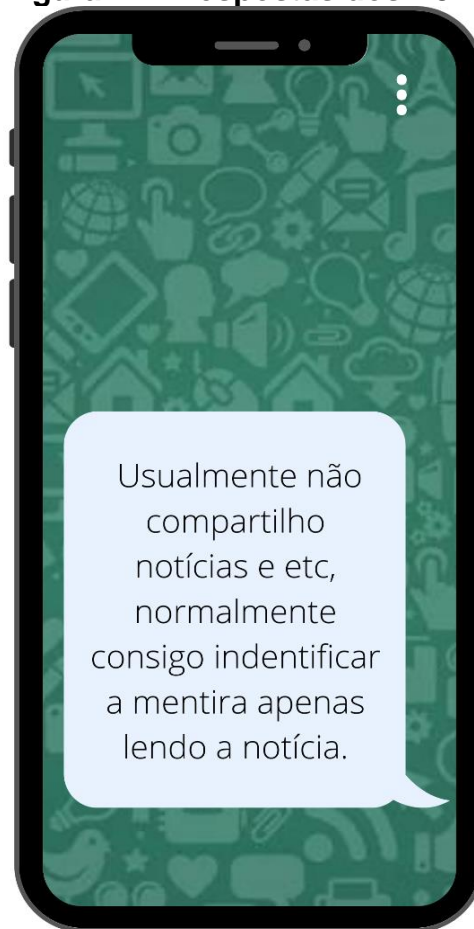 Usualmente não
compartilho
notícias e etc,
normalmente
consigo indentificar
a mentira apenas
lendo a notícia.